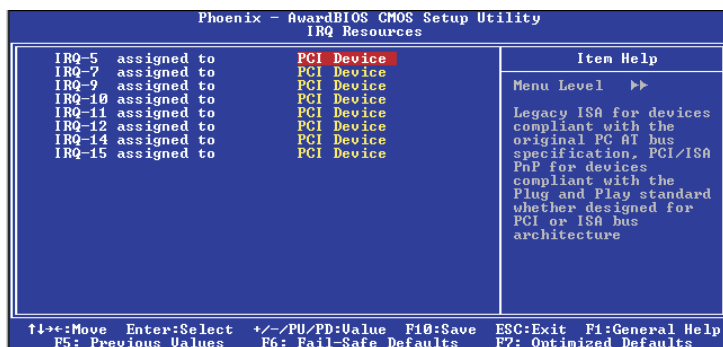 Phoenix - AwardBIOS CMOS Setup Utility
IRQ Resources
IRQ-5 assigned to PCI Device
IRQ-7 assigned to PCI Device
IRQ-9 assigned to PCI Device
IRQ-10 assigned to PCI Device
IRQ-11 assigned to PCI Device
IRQ-12 assigned to PCI Device
IRQ-14 assigned to PCI Device
IRQ-15 assigned to PCI Device
Item Help
Menu Level ▶▶
Legacy ISA for devices
compliant with the
original PC AT bus
specification, PCI/ISA
PnP for devices
compliant with the
Plug and Play standard
whether designed for
PCI or ISA bus
architecture
↑↓→←:Move Enter:Select +/-/PU/PD:Value F10:Save ESC:Exit F1:General Help
F5: Previous Values F6: Fail-Safe Defaults F7: Optimized Defaults